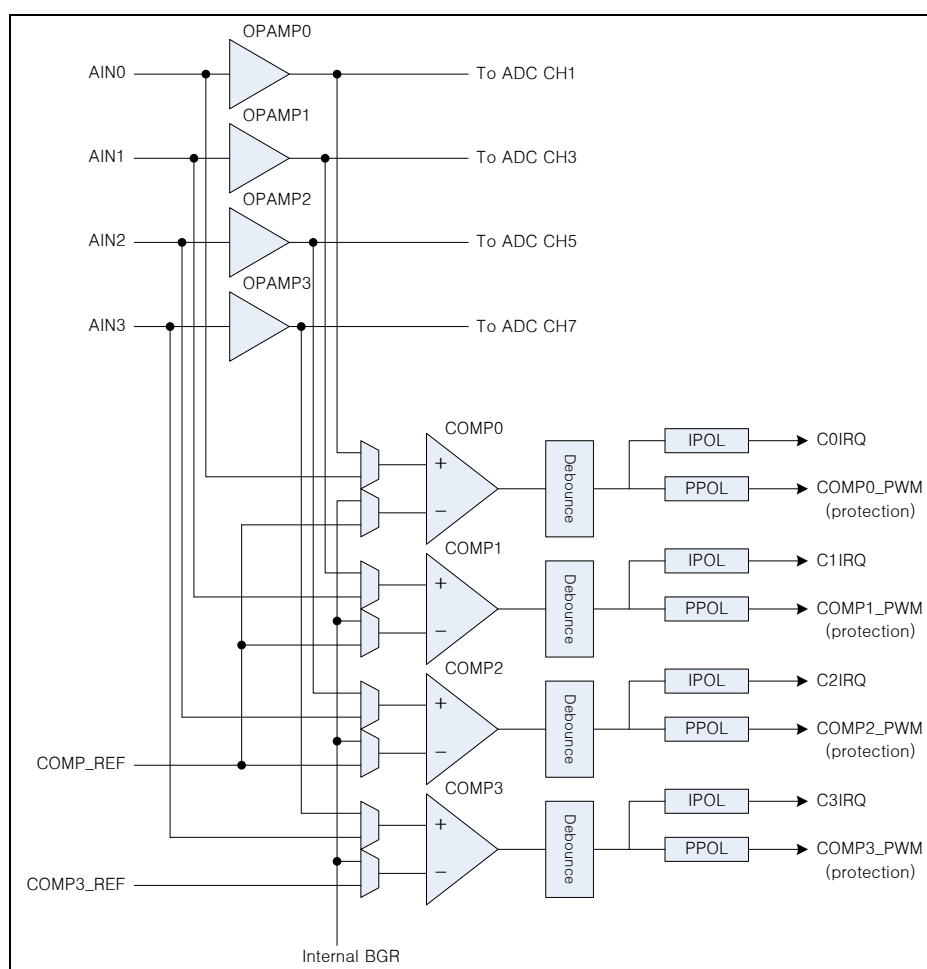 OPAMP0
AIN0
To ADC CH1
OPAMP1
AIN1
To ADC CH3
OPAMP2
AIN2
To ADC CH5
OPAMP3
AIN3
To ADC CH7
COMP0
+
−
Debounce
IPOL
C0IRQ
PPOL
COMP0_PWM
(protection)
COMP1
+
−
Debounce
IPOL
C1IRQ
PPOL
COMP1_PWM
(protection)
COMP2
+
−
Debounce
IPOL
C2IRQ
PPOL
COMP2_PWM
(protection)
COMP_REF
COMP3
+
−
Debounce
IPOL
C3IRQ
PPOL
COMP3_PWM
(protection)
COMP3_REF
Internal BGR